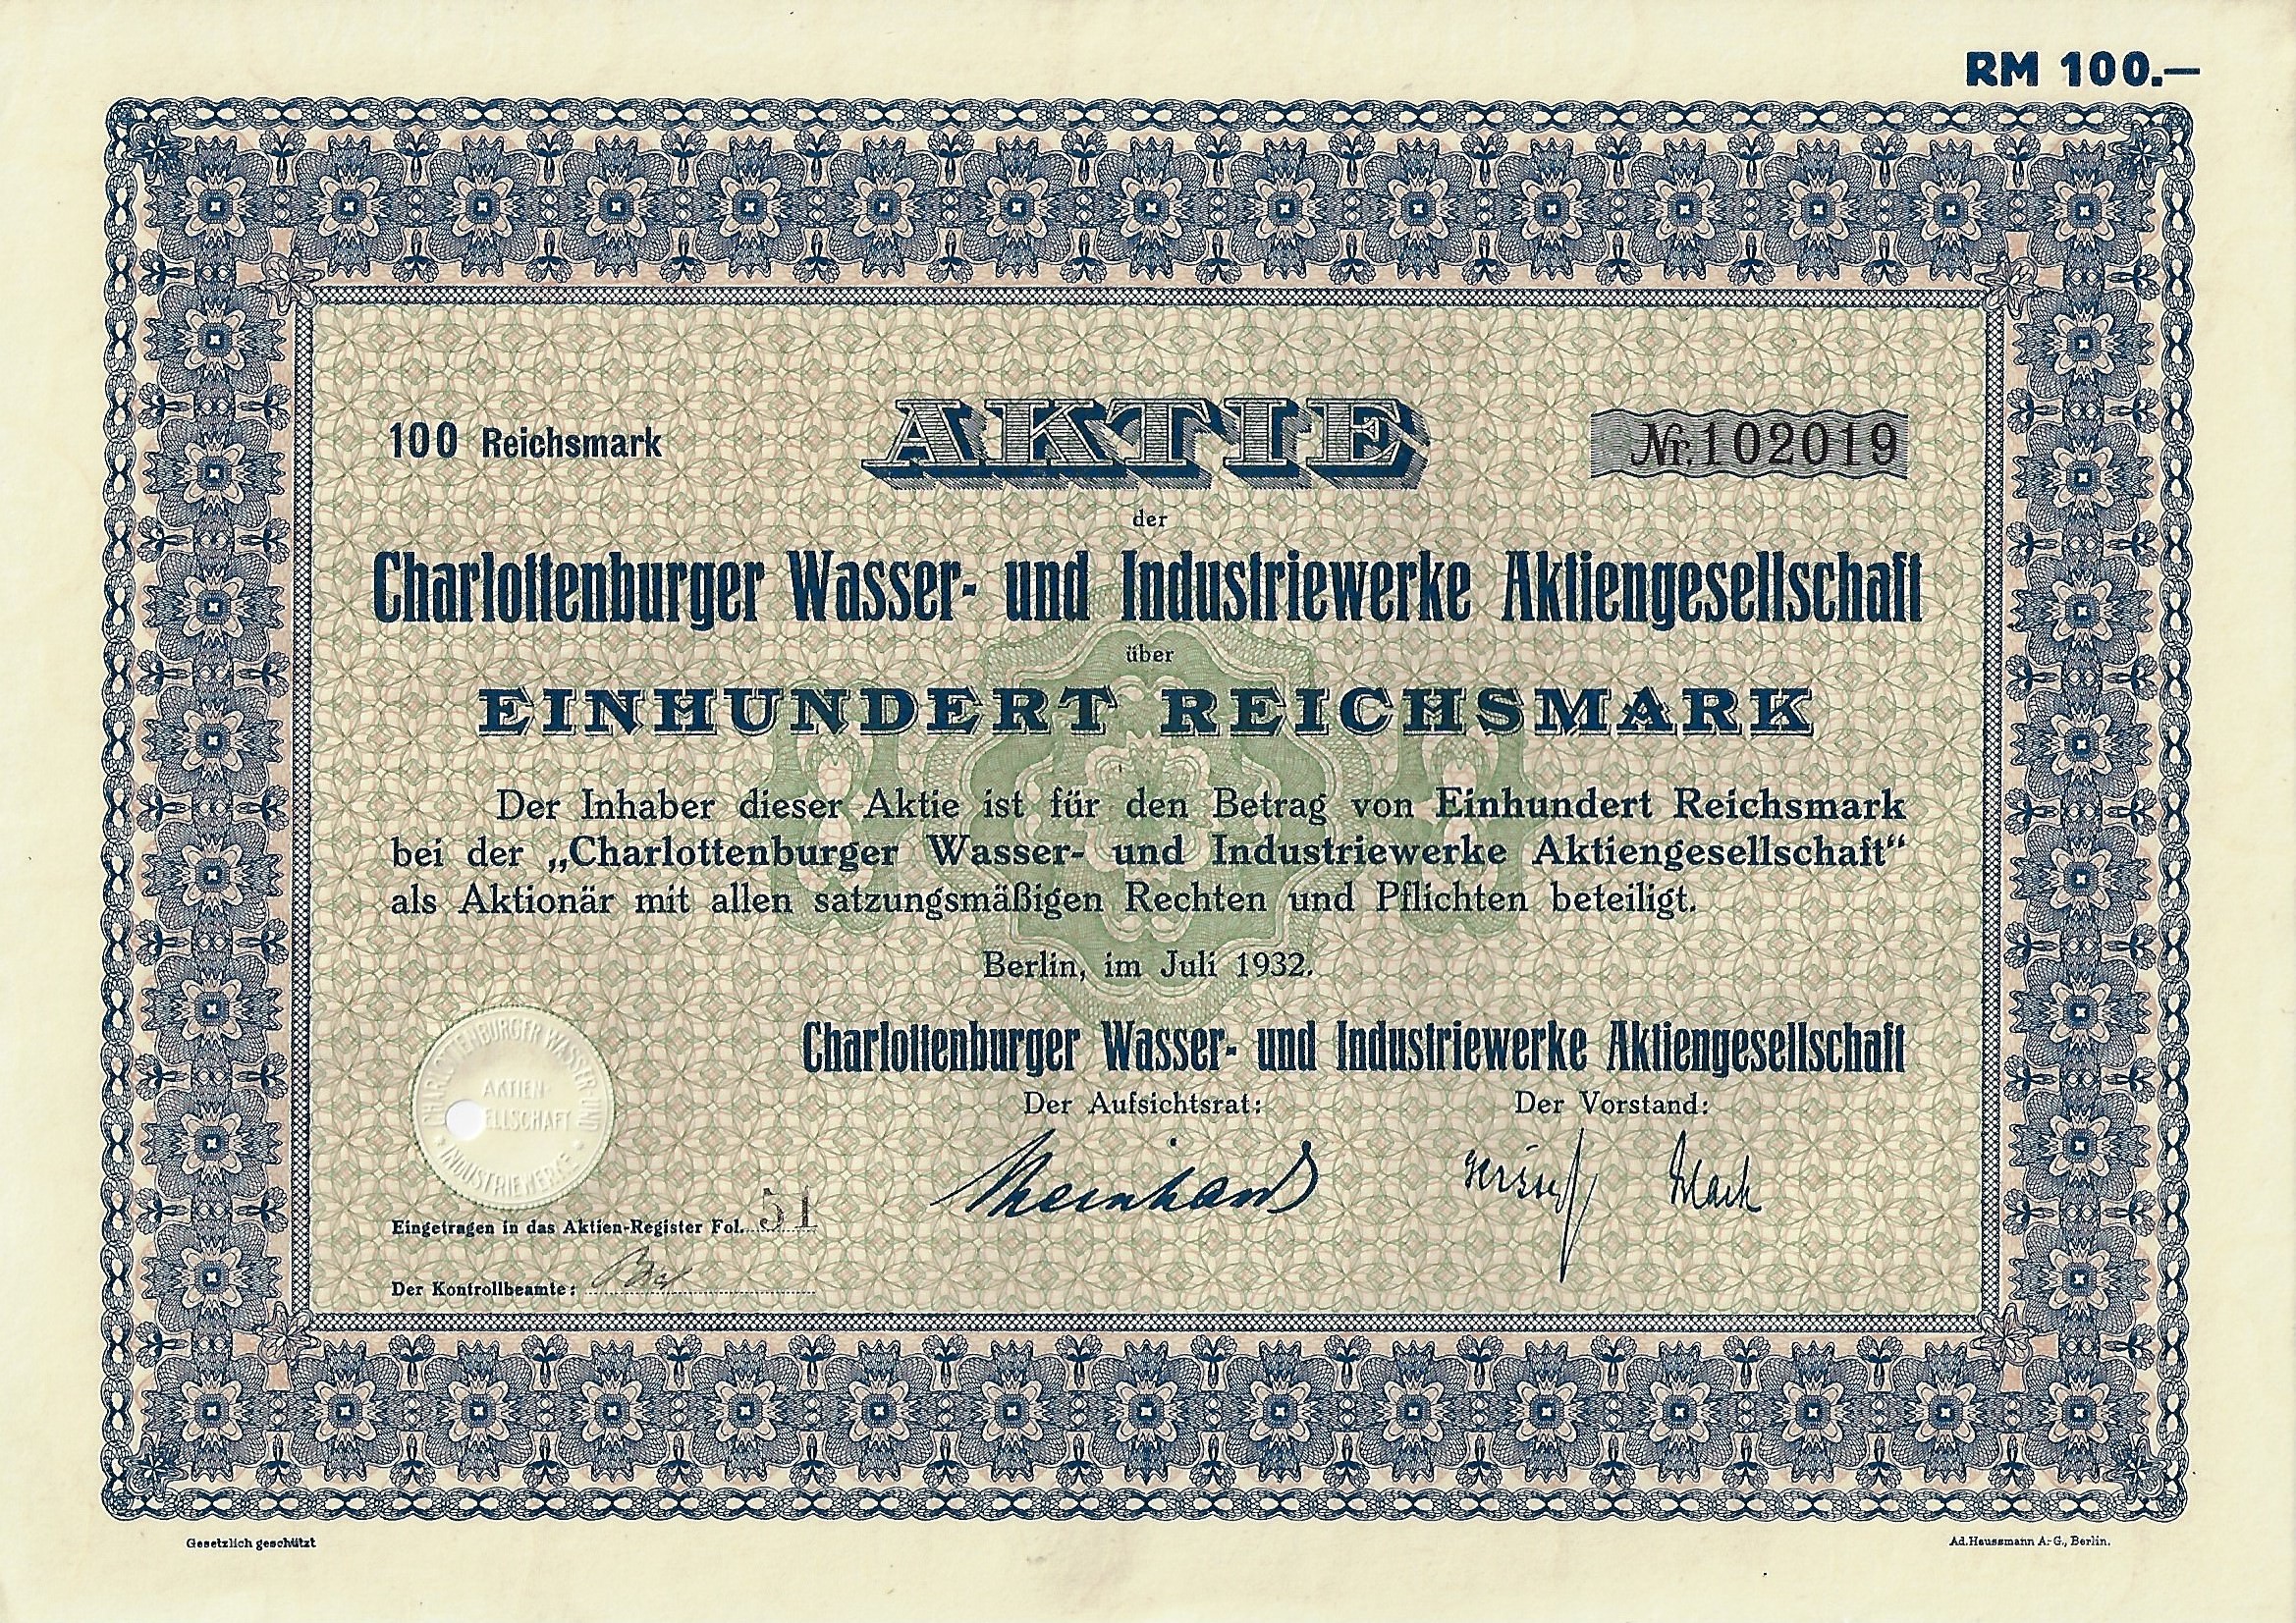 RM 100.—
100 Reichsmark
AKTIE
Nr. 102019
der
Charlottenburger Wasser- und Industriewerke Aktiengesellschaft
über
EINHUNDERT REICHSMARK
Der Inhaber dieser Aktie ist für den Betrag von Einhundert Reichsmark
bei der „Charlottenburger Wasser- und Industriewerke Aktiengesellschaft“
als Aktionär mit allen satzungsmäßigen Rechten und Pflichten beteiligt.
Berlin, im Juli 1932.
Charlottenburger Wasser- und Industriewerke Aktiengesellschaft
Der Aufsichtsrat:
Der Vorstand:
CHARLOTTENBURGER WASSER-UND
INDUSTRIEWERKE
AKTIEN-
ELLSCHAFT
Eingetragen in das Aktien-Register Fol. 51
Der Kontrollbeamte:
Gesetzlich geschützt
Ad. Haussmann A.-G., Berlin.